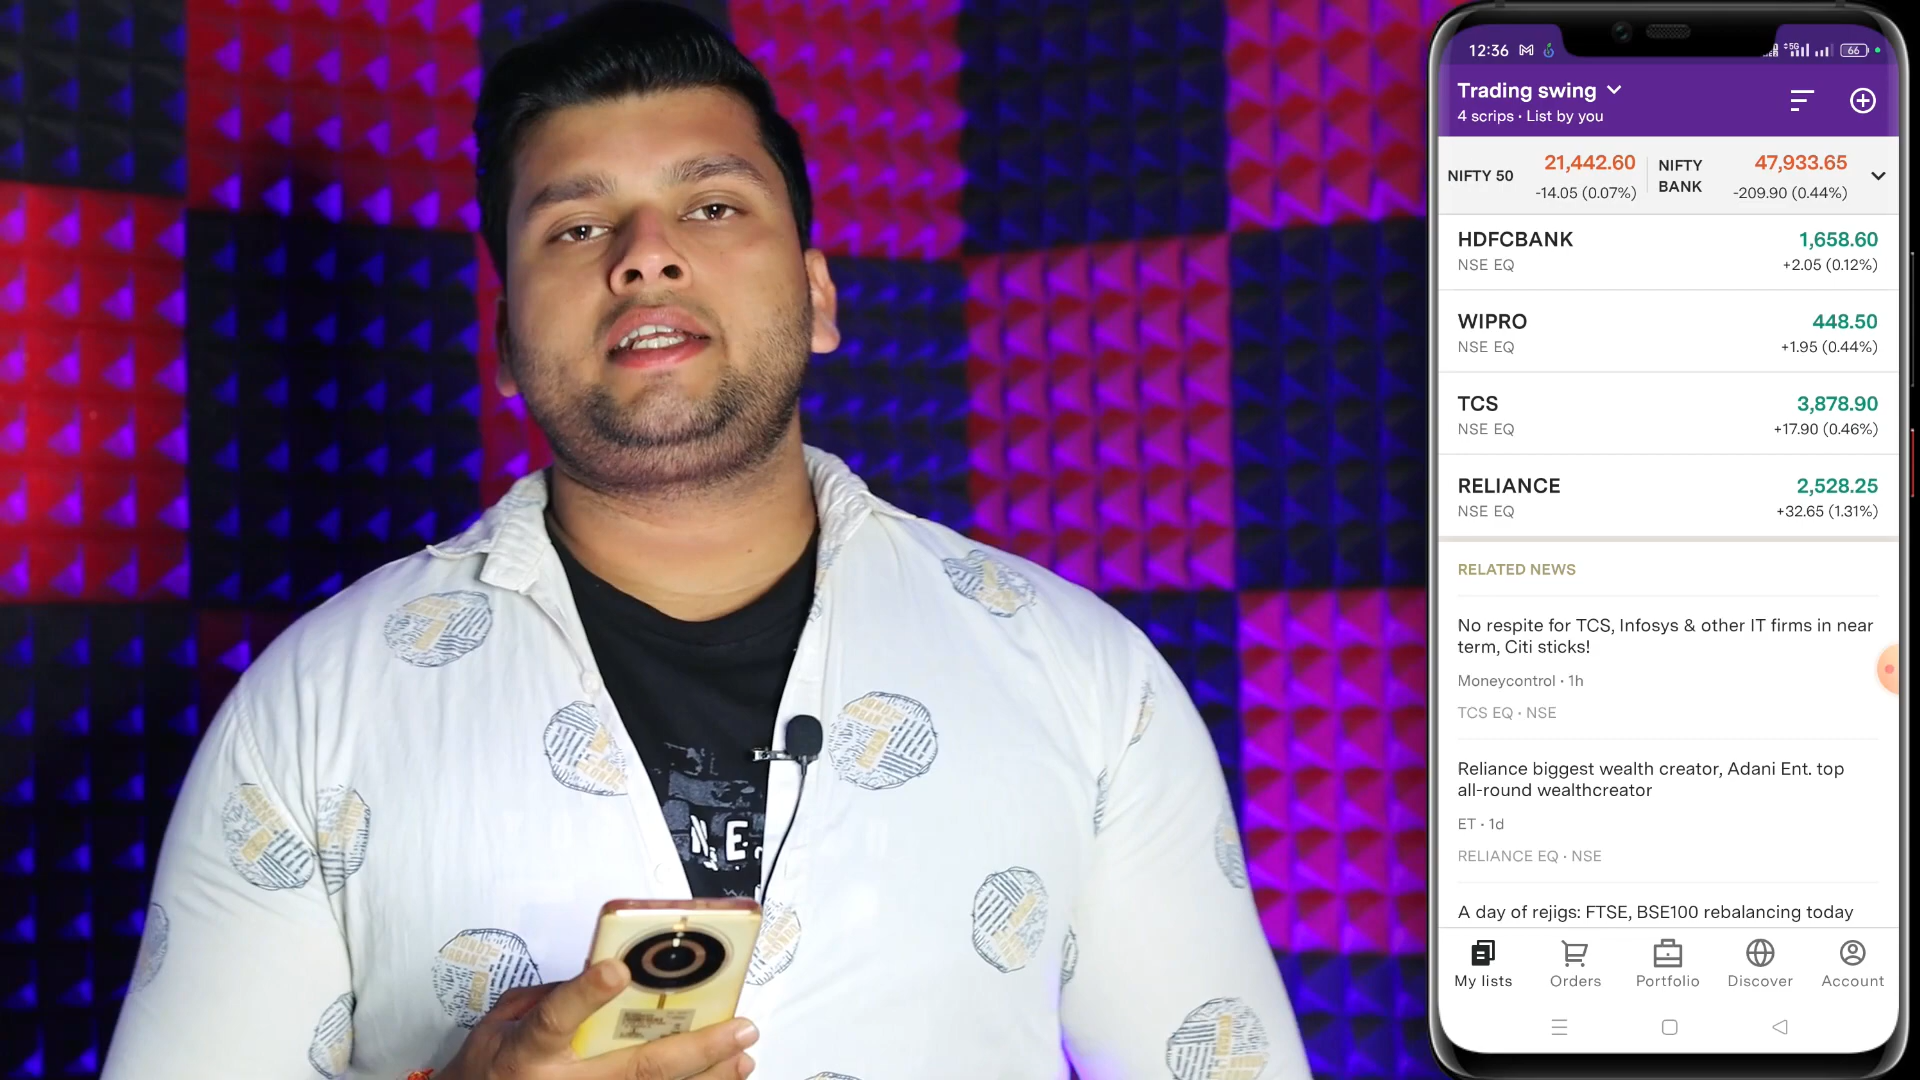 12:36
66
Trading swing
4 scrips · List by you
NIFTY 50
21,442.60
-14.05 (0.07%)
NIFTY
BANK
47,933.65
-209.90 (0.44%)
HDFCBANK
1,658.60
NSE EQ
+2.05 (0.12%)
WIPRO
448.50
NSE EQ
+1.95 (0.44%)
TCS
3,878.90
NSE EQ
+17.90 (0.46%)
RELIANCE
2,528.25
NSE EQ
+32.65 (1.31%)
RELATED NEWS
No respite for TCS, Infosys & other IT firms in near
term, Citi sticks!
Moneycontrol · 1h
TCS EQ · NSE
Reliance biggest wealth creator, Adani Ent. top
all-round wealthcreator
ET · 1d
RELIANCE EQ · NSE
A day of rejigs: FTSE, BSE100 rebalancing today
My lists
Orders
Portfolio
Discover
Account